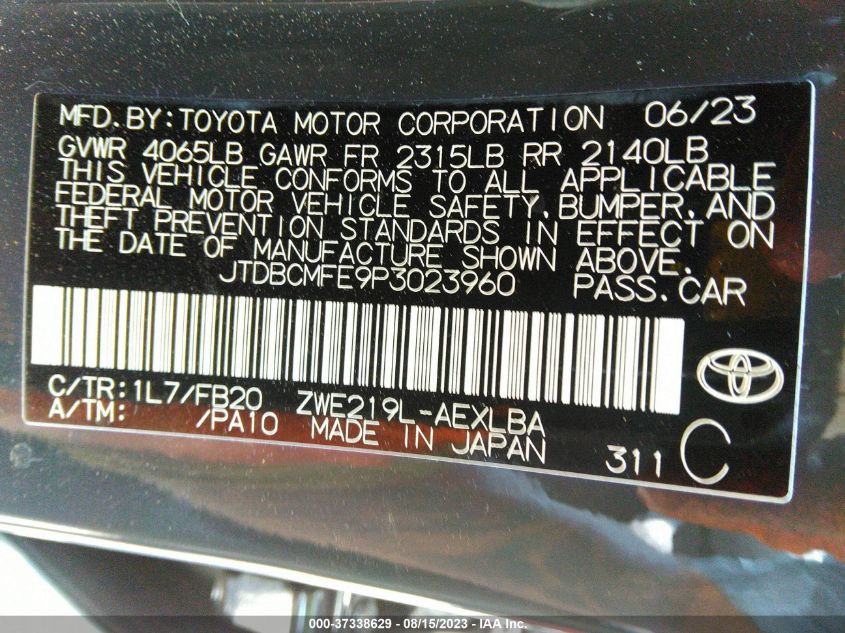 MFD.BY:TOYOTA MOTOR CORPORATION 06/23
GVWR 4065LB GAWR FR 2315LB RR 2140LB
THIS VEHICLE CONFORMS TO ALL APPLICABLE
FEDERAL MOTOR VEHICLE SAFETY,BUMPER,AND
THEFT PREVENTION STANDARDS IN EFFECT ON
THE DATE OF MANUFACTURE SHOWN ABOVE.
JTDBCMFE9P3023960 PASS.CAR
C/TR:1L7/FB20 ZWE219L-AEXLBA
A/TM: /PA10 MADE IN JAPAN 311 C
000-37338629 - 08/15/2023 - IAA Inc.